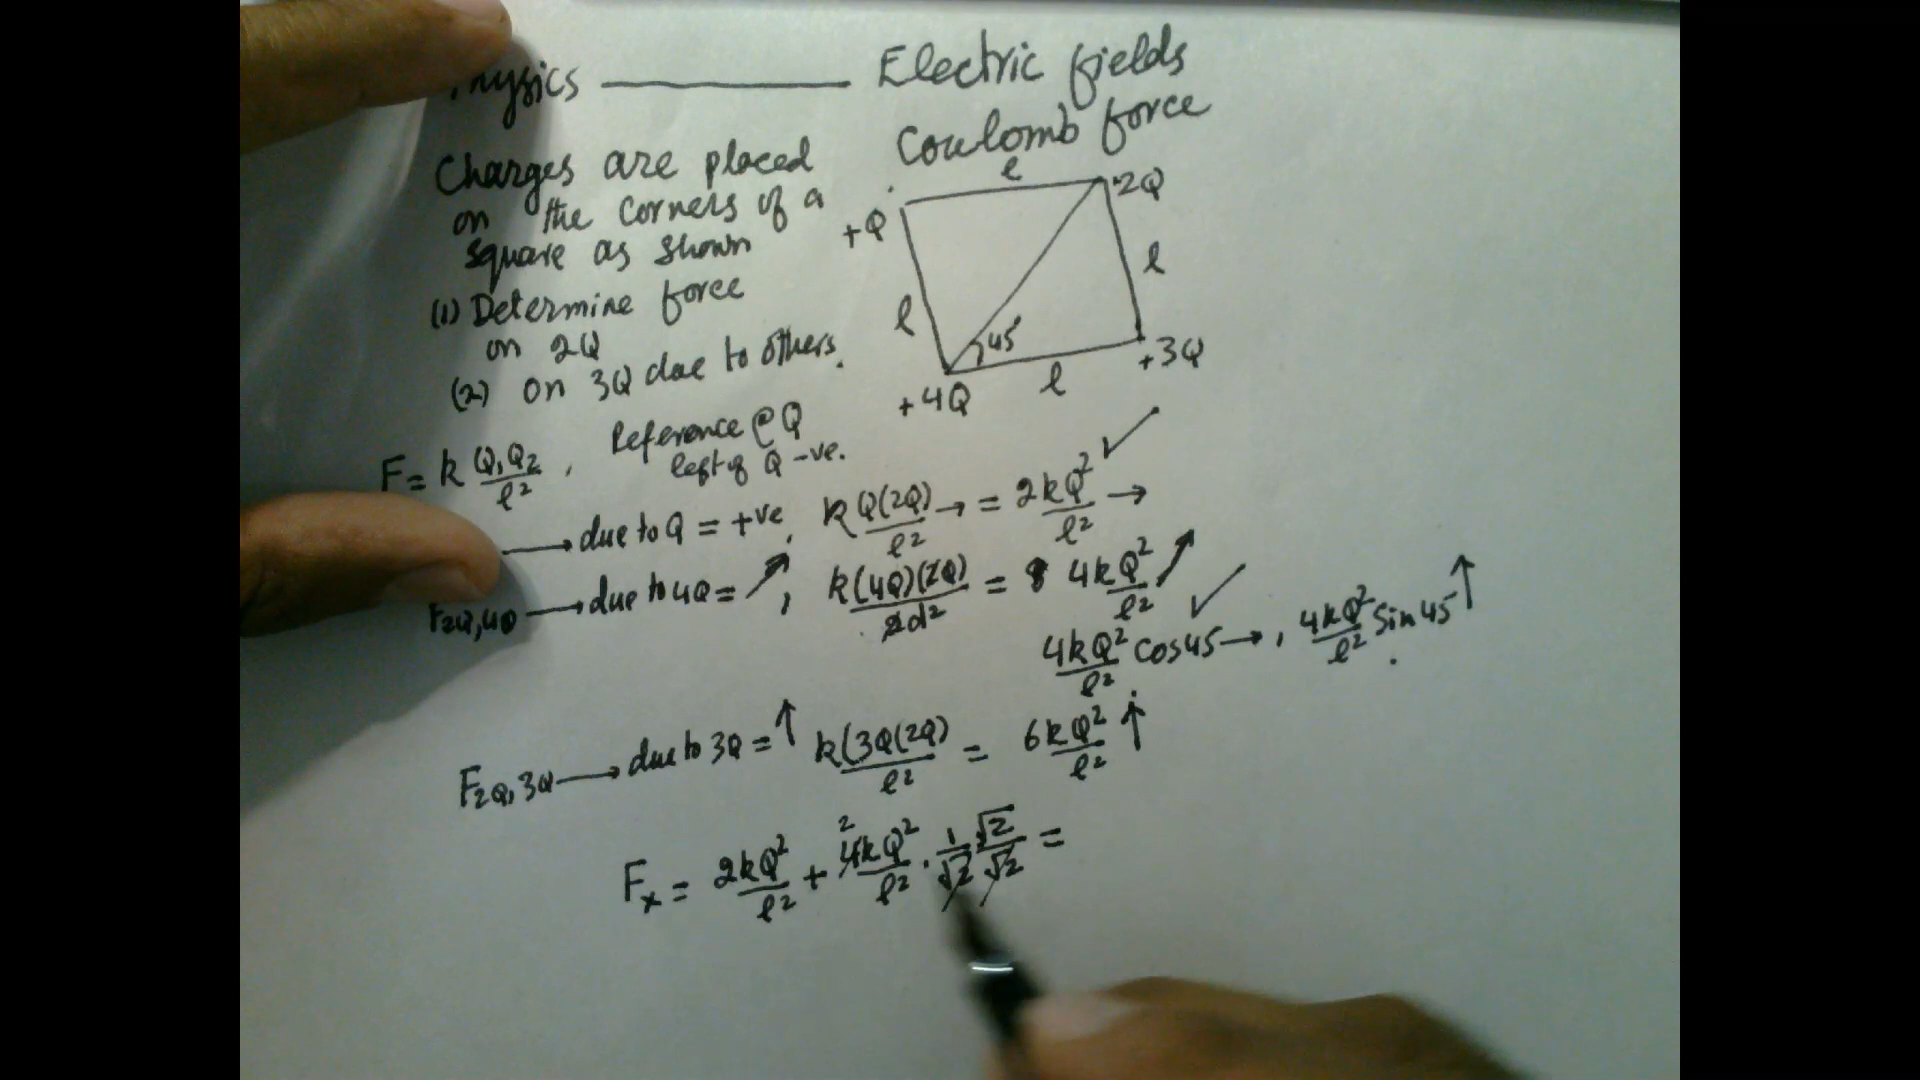 Physics ——— Electric fields
Coulomb force
Charges are placed
on the corners of a
square as shown
(1) Determine force
on 2Q
(2) on 3Q due to others.
l
2Q
+Q
l
l
45°
+3Q
l
+4Q
F = k Q₁Q₂/l² , Reference @ Q
left of Q -ve.
→ due to Q = +ve, k Q(2Q)/l² → = 2kQ²/l² → ✓
F2Q,4Q → due to 4Q = ↗, k(4Q)(2Q)/2d² = 4kQ²/l² ↗
4kQ²/l² cos45 → , 4kQ²/l² Sin45 ↑ ✓
F2Q,3Q → due to 3Q = ↑ k(3Q(2Q)/l² = 6kQ²/l² ↑
Fx = 2kQ²/l² + 4kQ²/l² · 1/√2 √2/√2 =
2